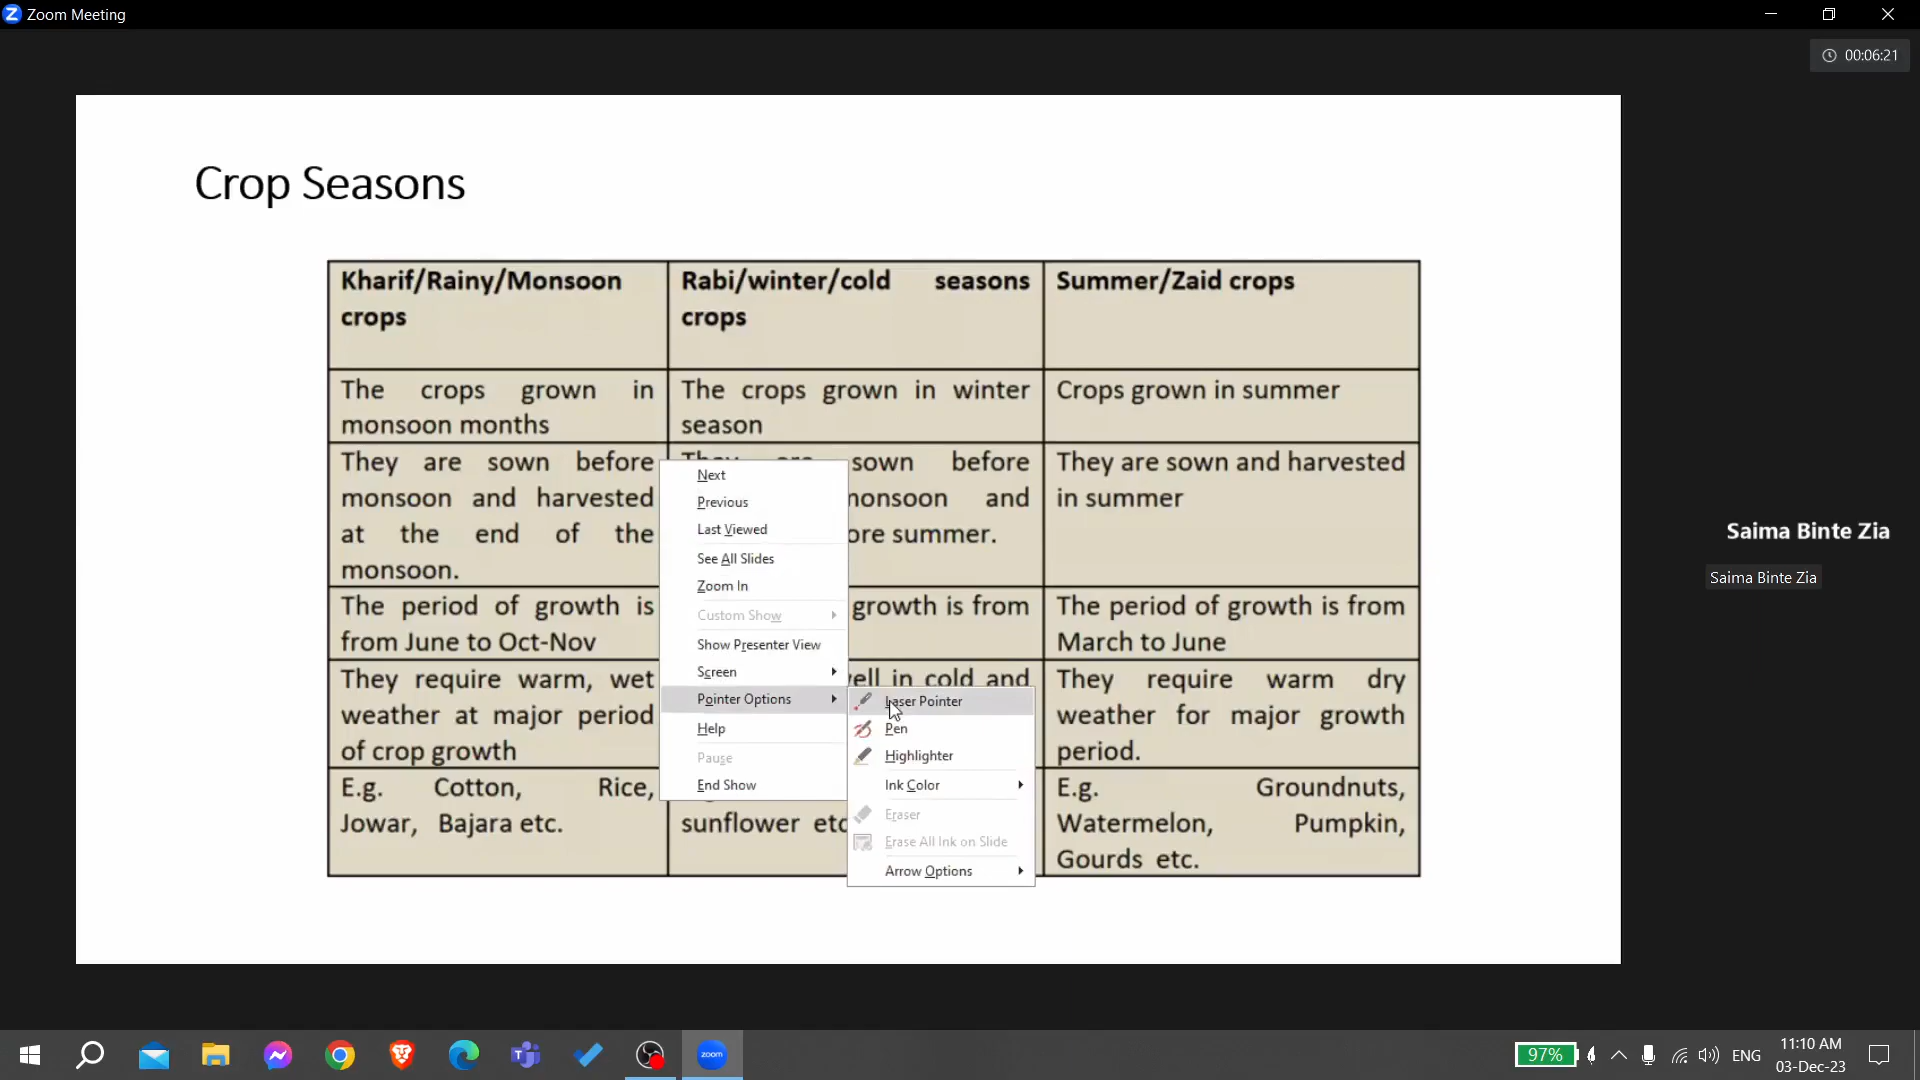 Zoom Meeting
00:06:21
Crop Seasons
Kharif/Rainy/Monsoon
crops
Rabi/winter/cold seasons
crops
Summer/Zaid crops
The crops grown in
monsoon months
The crops grown in winter
season
Crops grown in summer
They are sown before
monsoon and harvested
at the end of the
monsoon.
sown before
monsoon and
ore summer.
They are sown and harvested
in summer
The period of growth is
from June to Oct-Nov
growth is from
The period of growth is from
March to June
They require warm, wet
weather at major period
of crop growth
ell in cold and
They require warm dry
weather for major growth
period.
E.g. Cotton, Rice,
Jowar, Bajara etc.
sunflower etc
E.g. Groundnuts,
Watermelon, Pumpkin,
Gourds etc.
Next
Previous
Last Viewed
See All Slides
Zoom In
Custom Show
Show Presenter View
Screen
Pointer Options
Help
Pause
End Show
Laser Pointer
Pen
Highlighter
Ink Color
Eraser
Erase All Ink on Slide
Arrow Options
Saima Binte Zia
Saima Binte Zia
zoom
97%
ENG
11:10 AM
03-Dec-23